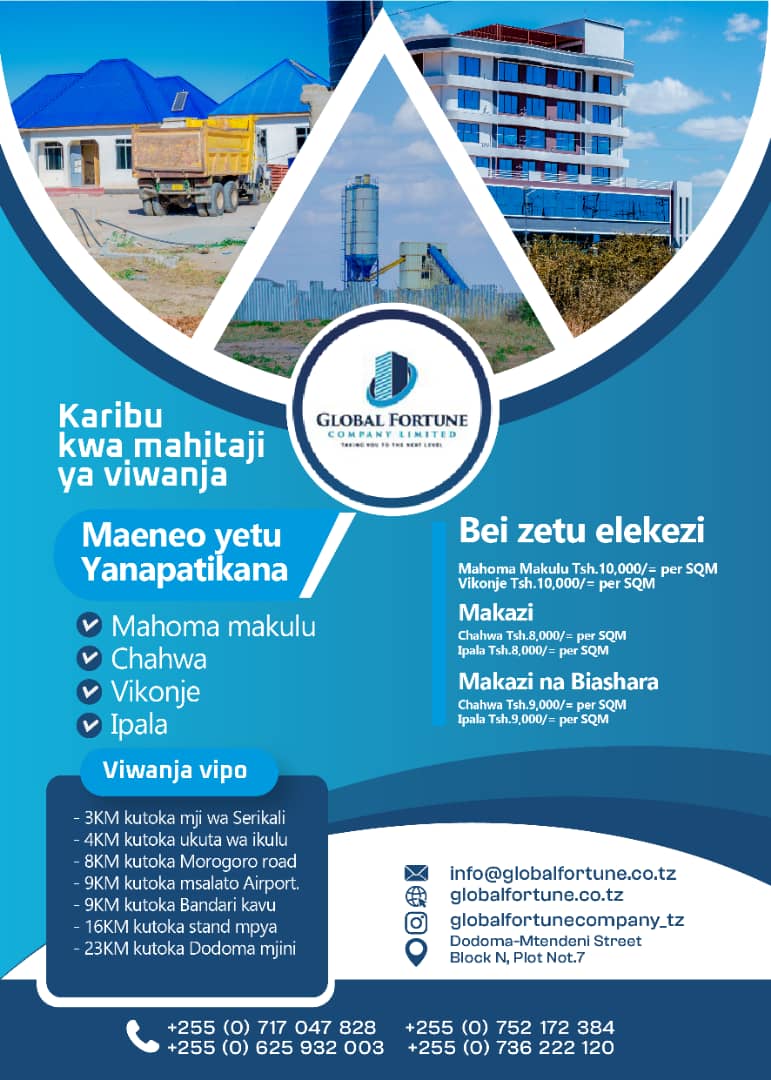 GLOBAL FORTUNE
COMPANY LIMITED
TAKING YOU TO THE NEXT LEVEL
Karibu
kwa mahitaji
ya viwanja
Maeneo yetu
Yanapatikana
Mahoma makulu
Chahwa
Vikonje
Ipala
Bei zetu elekezi
Mahoma Makulu Tsh.10,000/= per SQM
Vikonje Tsh.10,000/= per SQM
Makazi
Chahwa Tsh.8,000/= per SQM
Ipala Tsh.8,000/= per SQM
Makazi na Biashara
Chahwa Tsh.9,000/= per SQM
Ipala Tsh.9,000/= per SQM
Viwanja vipo
- 3KM kutoka mji wa Serikali
- 4KM kutoka ukuta wa ikulu
- 8KM kutoka Morogoro road
- 9KM kutoka msalato Airport.
- 9KM kutoka Bandari kavu
- 16KM kutoka stand mpya
- 23KM kutoka Dodoma mjini
info@globalfortune.co.tz
globalfortune.co.tz
globalfortunecompany_tz
Dodoma-Mtendeni Street
Block N, Plot Not.7
+255 (0) 717 047 828 +255 (0) 752 172 384
+255 (0) 625 932 003 +255 (0) 736 222 120